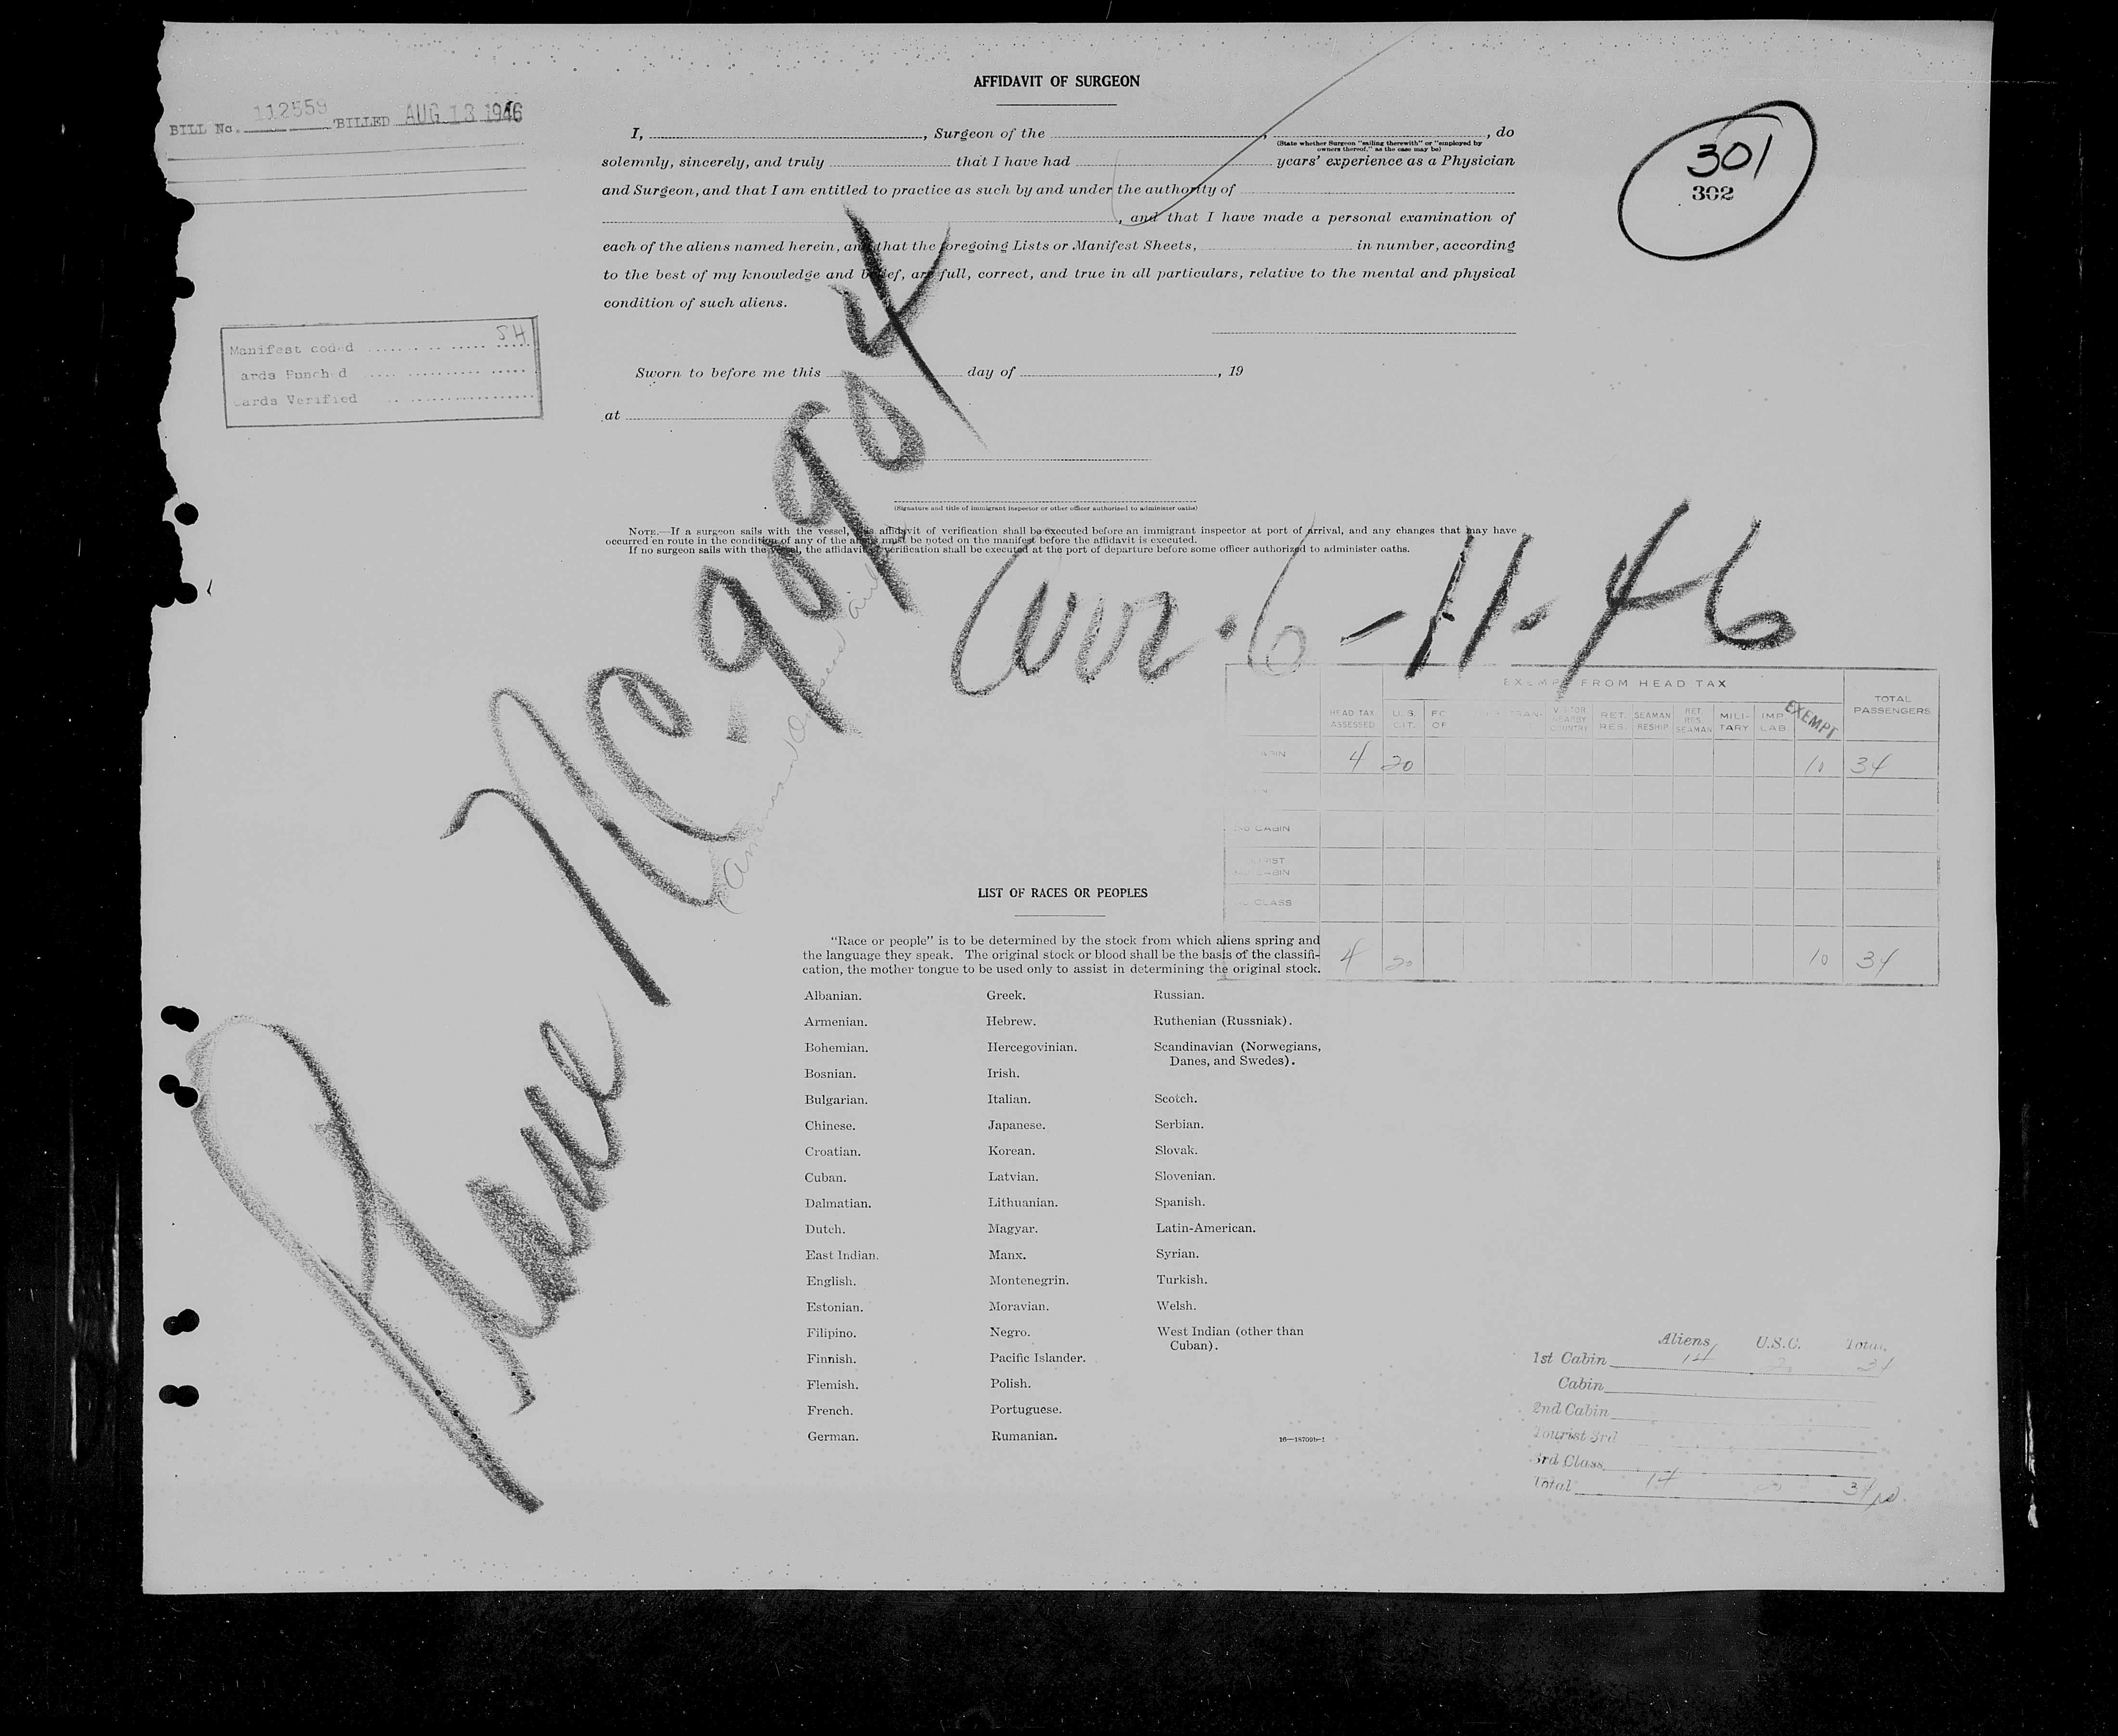 AFFIDAVIT OF SURGEON
BILL No. 112559 BILLED AUG 13 1946
301
302
I, , Surgeon of the , , do
(State whether Surgeon "sailing therewith" or "employed by
owners thereof," as the case may be)
solemnly, sincerely, and truly that I have had years' experience as a Physician
and Surgeon, and that I am entitled to practice as such by and under the authority of
, and that I have made a personal examination of
each of the aliens named herein, and that the foregoing Lists or Manifest Sheets, in number, according
to the best of my knowledge and belief, are full, correct, and true in all particulars, relative to the mental and physical
condition of such aliens.
Manifest coded SH
ards Punched
Cards Verified
Sworn to before me this day of , 19
at
(Signature and title of immigrant inspector or other officer authorized to administer oaths)
NOTE.—If a surgeon sails with the vessel, this affidavit of verification shall be executed before an immigrant inspector at port of arrival, and any changes that may have
occurred en route in the condition of any of the aliens must be noted on the manifest before the affidavit is executed.
If no surgeon sails with the vessel, the affidavit of verification shall be executed at the port of departure before some officer authorized to administer oaths.
Plane NC-90904
Arr. 6-11-46
EXEMPT FROM HEAD TAX
HEAD TAX ASSESSED U.S. CIT. TRAN- VISITOR NEARBY COUNTRY RET. RES. SEAMAN RESHIP. RET. RES. SEAMAN MILI- TARY IMP. LAB. EXEMPT TOTAL PASSENGERS
ABIN 4 20 10 34
CABIN
CLASS
4 20 10 34
LIST OF RACES OR PEOPLES
"Race or people" is to be determined by the stock from which aliens spring and
the language they speak. The original stock or blood shall be the basis of the classifi-
cation, the mother tongue to be used only to assist in determining the original stock.
Albanian. Greek. Russian.
Armenian. Hebrew. Ruthenian (Russniak).
Bohemian. Hercegovinian. Scandinavian (Norwegians,
Danes, and Swedes).
Bosnian. Irish.
Bulgarian. Italian. Scotch.
Chinese. Japanese. Serbian.
Croatian. Korean. Slovak.
Cuban. Latvian. Slovenian.
Dalmatian. Lithuanian. Spanish.
Dutch. Magyar. Latin-American.
East Indian. Manx. Syrian.
English. Montenegrin. Turkish.
Estonian. Moravian. Welsh.
Filipino. Negro. West Indian (other than
Cuban).
Finnish. Pacific Islander.
Flemish. Polish.
French. Portuguese.
German. Rumanian.
16—18709b-1
Aliens U.S.C. Total
1st Cabin 14 20 34
Cabin
2nd Cabin
Tourist 3rd
3rd Class
Total 14 20 34